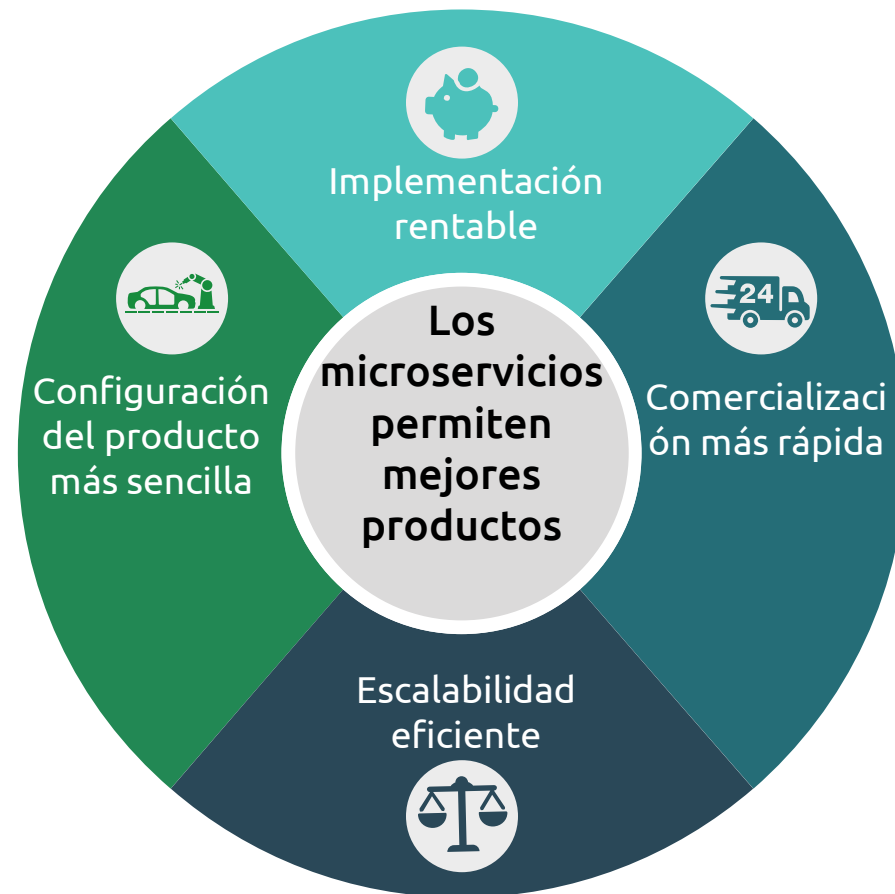 Implementación
rentable
24
Configuración
del producto
más sencilla
Los
microservicios
permiten
mejores
productos
Comercializaci
ón más rápida
Escalabilidad
eficiente